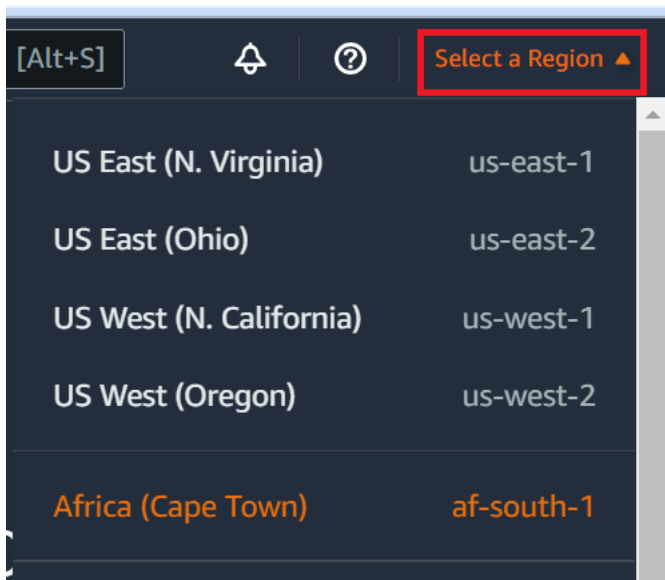 [Alt+S] Select a Region
US East (N. Virginia) us-east-1
US East (Ohio) us-east-2
US West (N. California) us-west-1
US West (Oregon) us-west-2
Africa (Cape Town) af-south-1